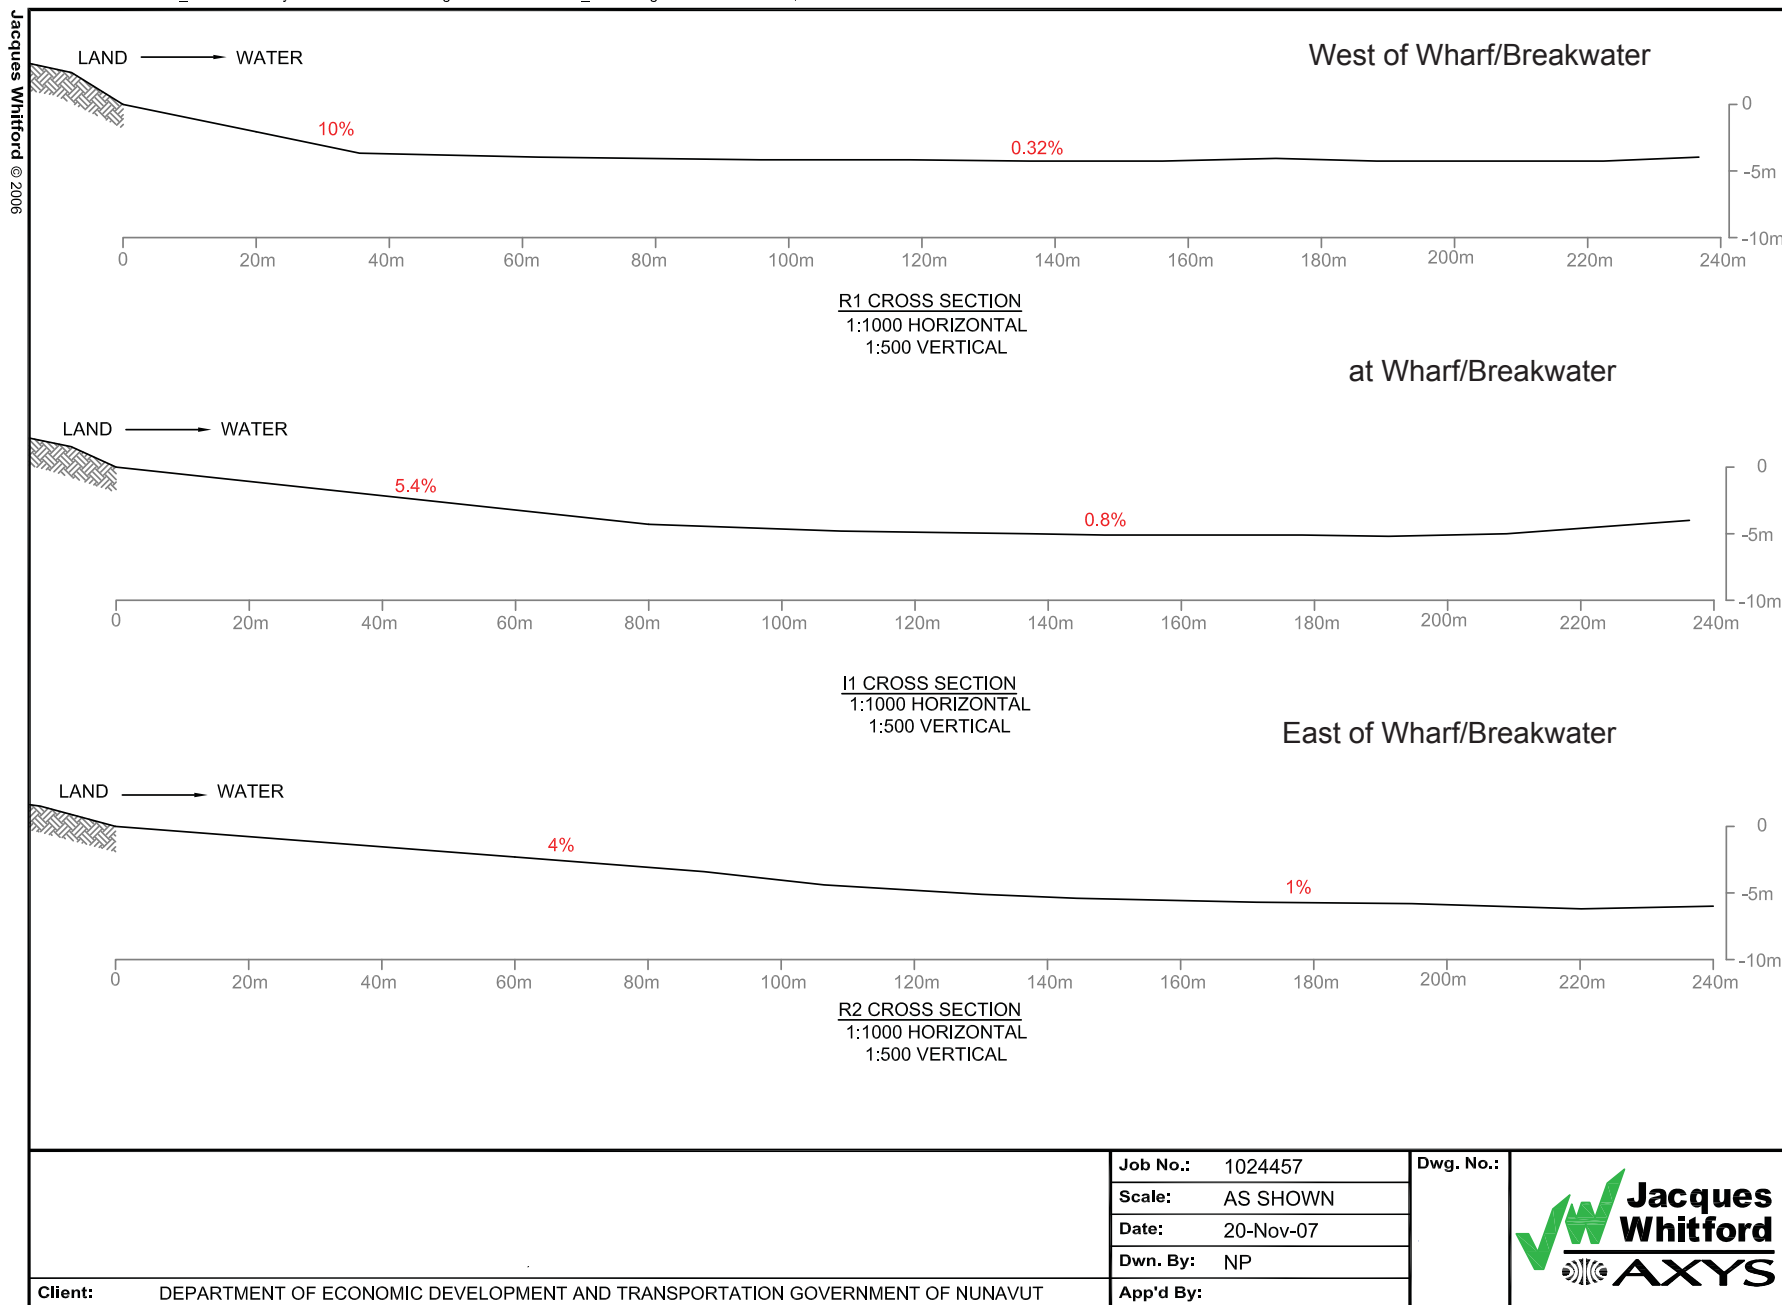 Jacques Whitford © 2006
LAND WATER
West of Wharf/Breakwater
10%
0.32%
0
-5m
-10m
0 20m 40m 60m 80m 100m 120m 140m 160m 180m 200m 220m 240m
R1 CROSS SECTION
1:1000 HORIZONTAL
1:500 VERTICAL
at Wharf/Breakwater
LAND WATER
5.4%
0.8%
0
-5m
-10m
0 20m 40m 60m 80m 100m 120m 140m 160m 180m 200m 220m 240m
I1 CROSS SECTION
1:1000 HORIZONTAL
1:500 VERTICAL
East of Wharf/Breakwater
LAND WATER
4%
1%
0
-5m
-10m
0 20m 40m 60m 80m 100m 120m 140m 160m 180m 200m 220m 240m
R2 CROSS SECTION
1:1000 HORIZONTAL
1:500 VERTICAL
Job No.: 1024457
Scale: AS SHOWN
Date: 20-Nov-07
Dwn. By: NP
App'd By:
Dwg. No.:
Client: DEPARTMENT OF ECONOMIC DEVELOPMENT AND TRANSPORTATION GOVERNMENT OF NUNAVUT
JW
Jacques
Whitford
AXYS